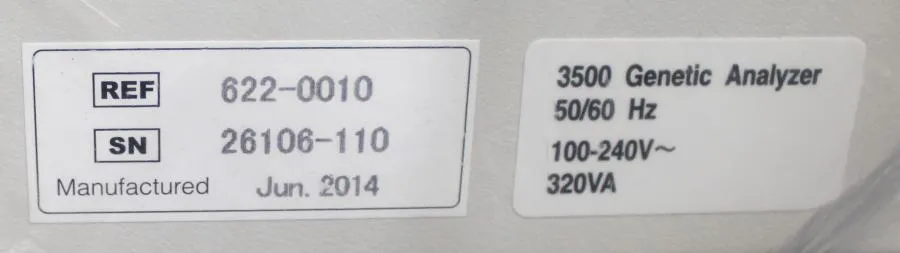 REF 622-0010
SN 26106-110
Manufactured Jun. 2014
3500 Genetic Analyzer
50/60 Hz
100-240V~
320VA